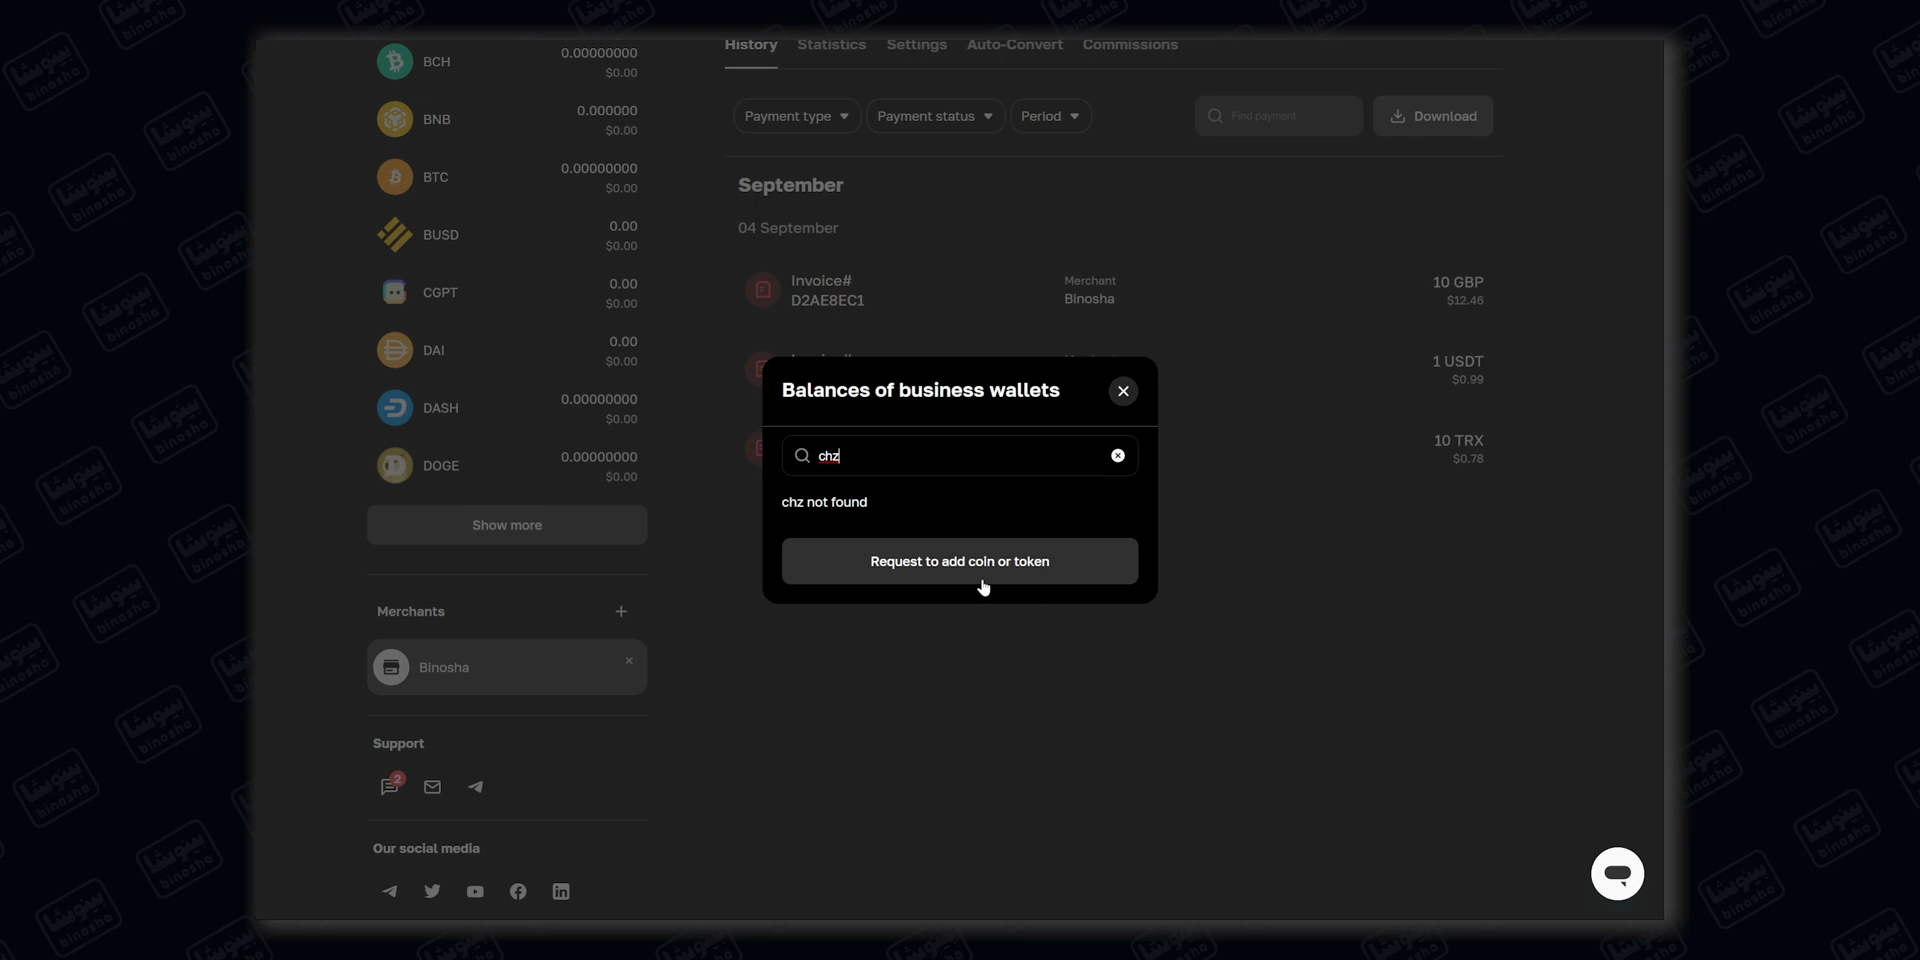 BCH
0.00000000
$0.00
BNB
0.000000
$0.00
BTC
0.00000000
$0.00
BUSD
0.00
$0.00
CGPT
0.00
$0.00
DAI
0.00
$0.00
DASH
0.00000000
$0.00
DOGE
0.00000000
$0.00
Show more
Merchants
Binosha
Support
2
Our social media
History Statistics Settings Auto-Convert Commissions
Payment type Payment status Period
Find payment
Download
September
04 September
Invoice#
D2AE8EC1
Merchant
Binosha
10 GBP
$12.46
1 USDT
$0.99
10 TRX
$0.78
Balances of business wallets
chz
chz not found
Request to add coin or token
بینوشا
binosha